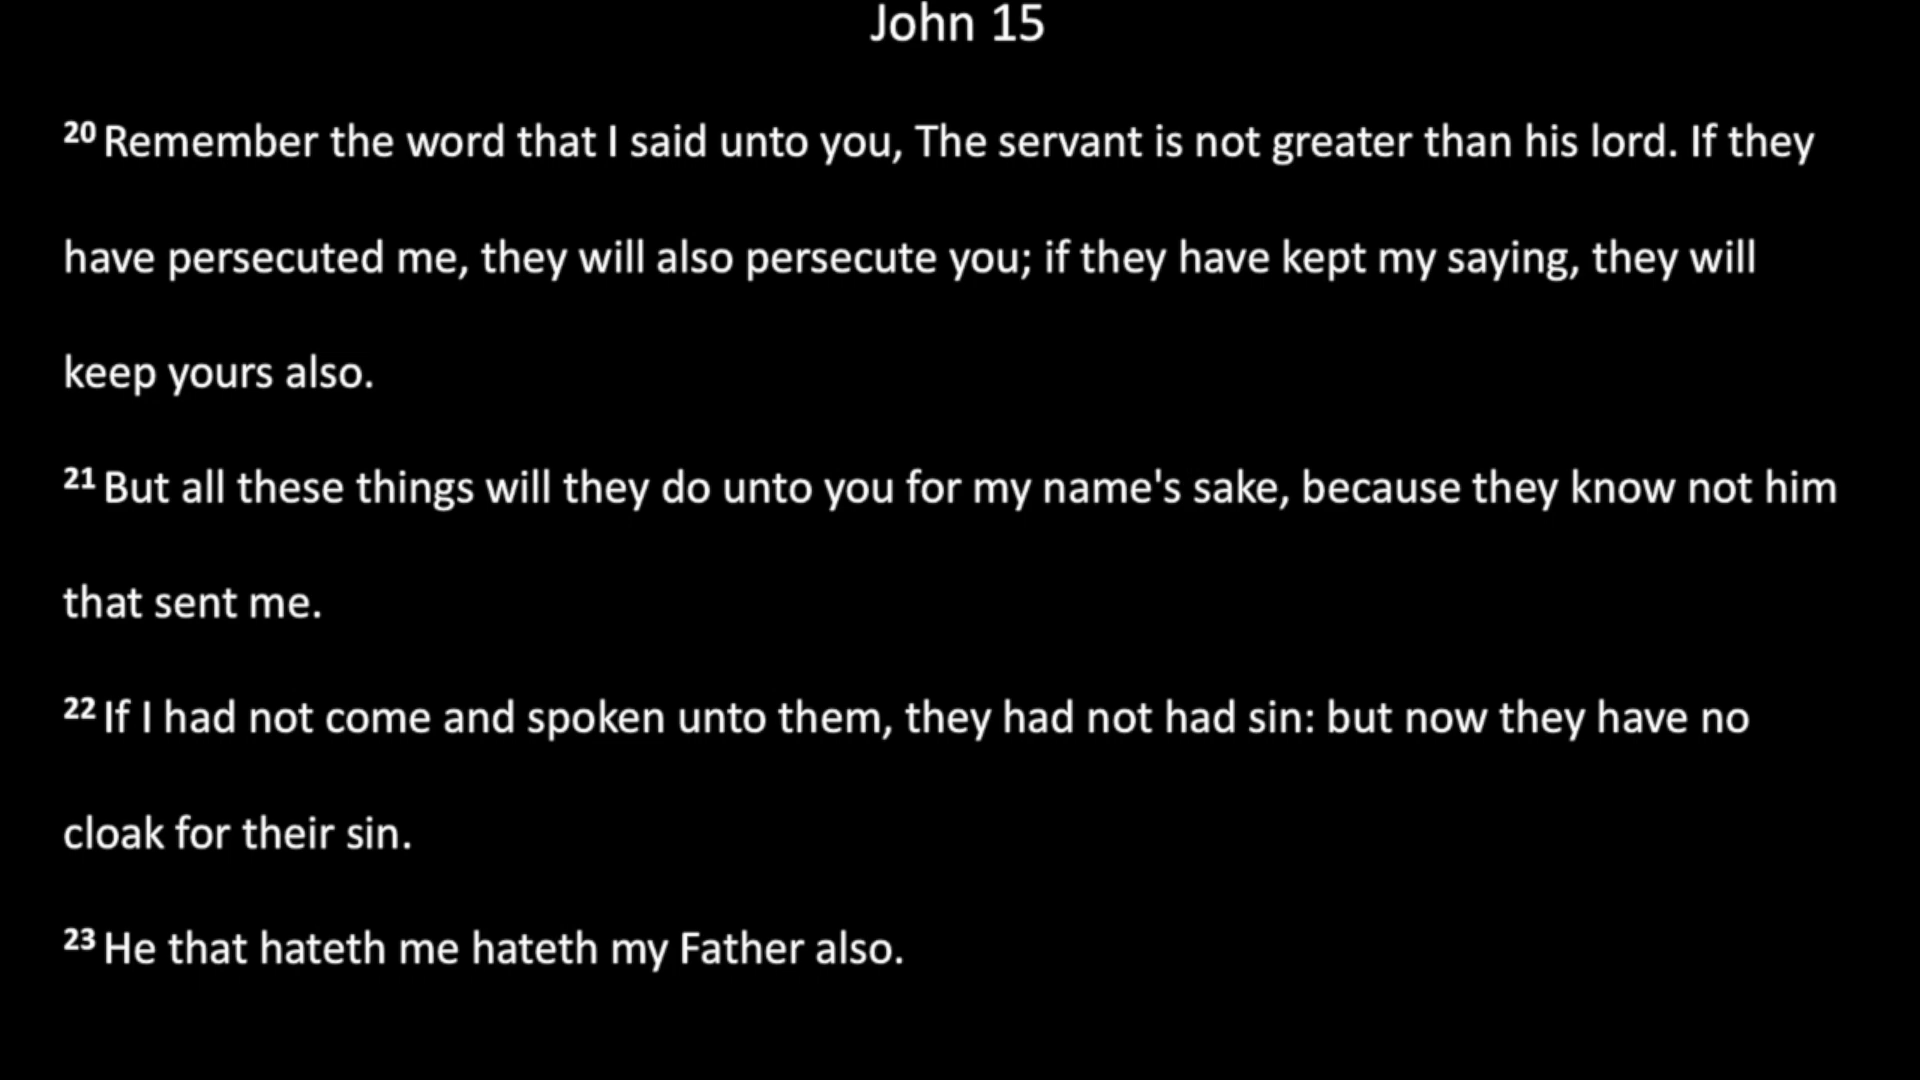 John 15
20 Remember the word that I said unto you, The servant is not greater than his lord. If they
have persecuted me, they will also persecute you; if they have kept my saying, they will
keep yours also.
21 But all these things will they do unto you for my name's sake, because they know not him
that sent me.
22 If I had not come and spoken unto them, they had not had sin: but now they have no
cloak for their sin.
23 He that hateth me hateth my Father also.